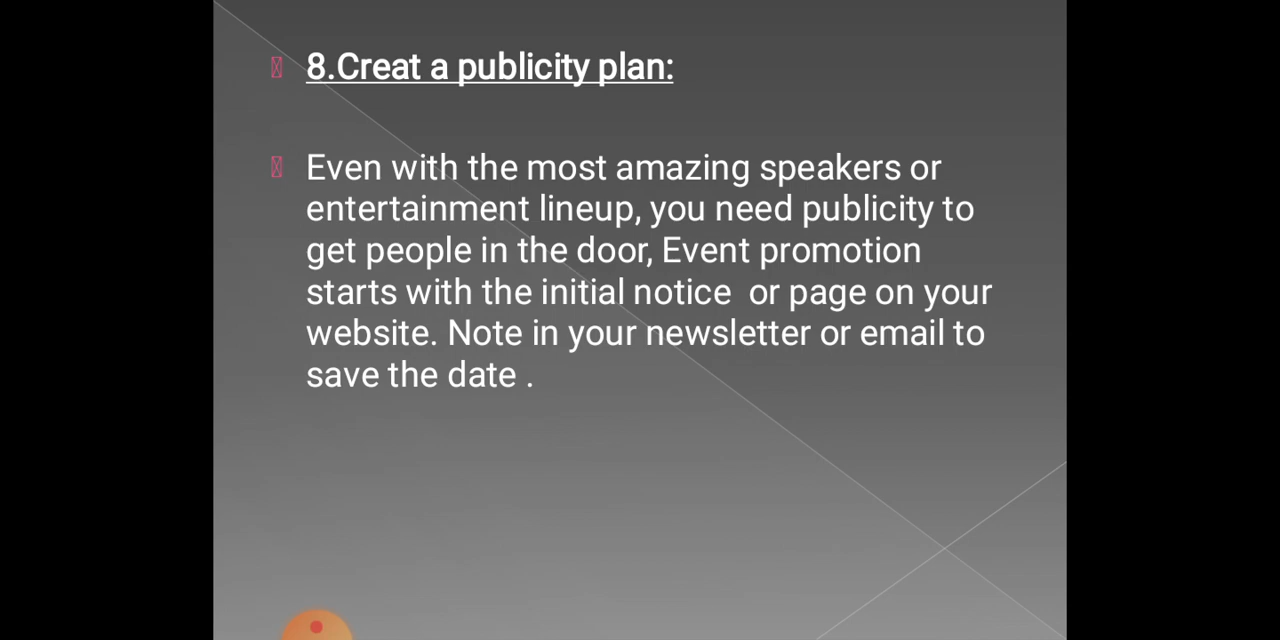 8.Creat a publicity plan:
Even with the most amazing speakers or
entertainment lineup, you need publicity to
get people in the door, Event promotion
starts with the initial notice  or page on your
website. Note in your newsletter or email to
save the date .